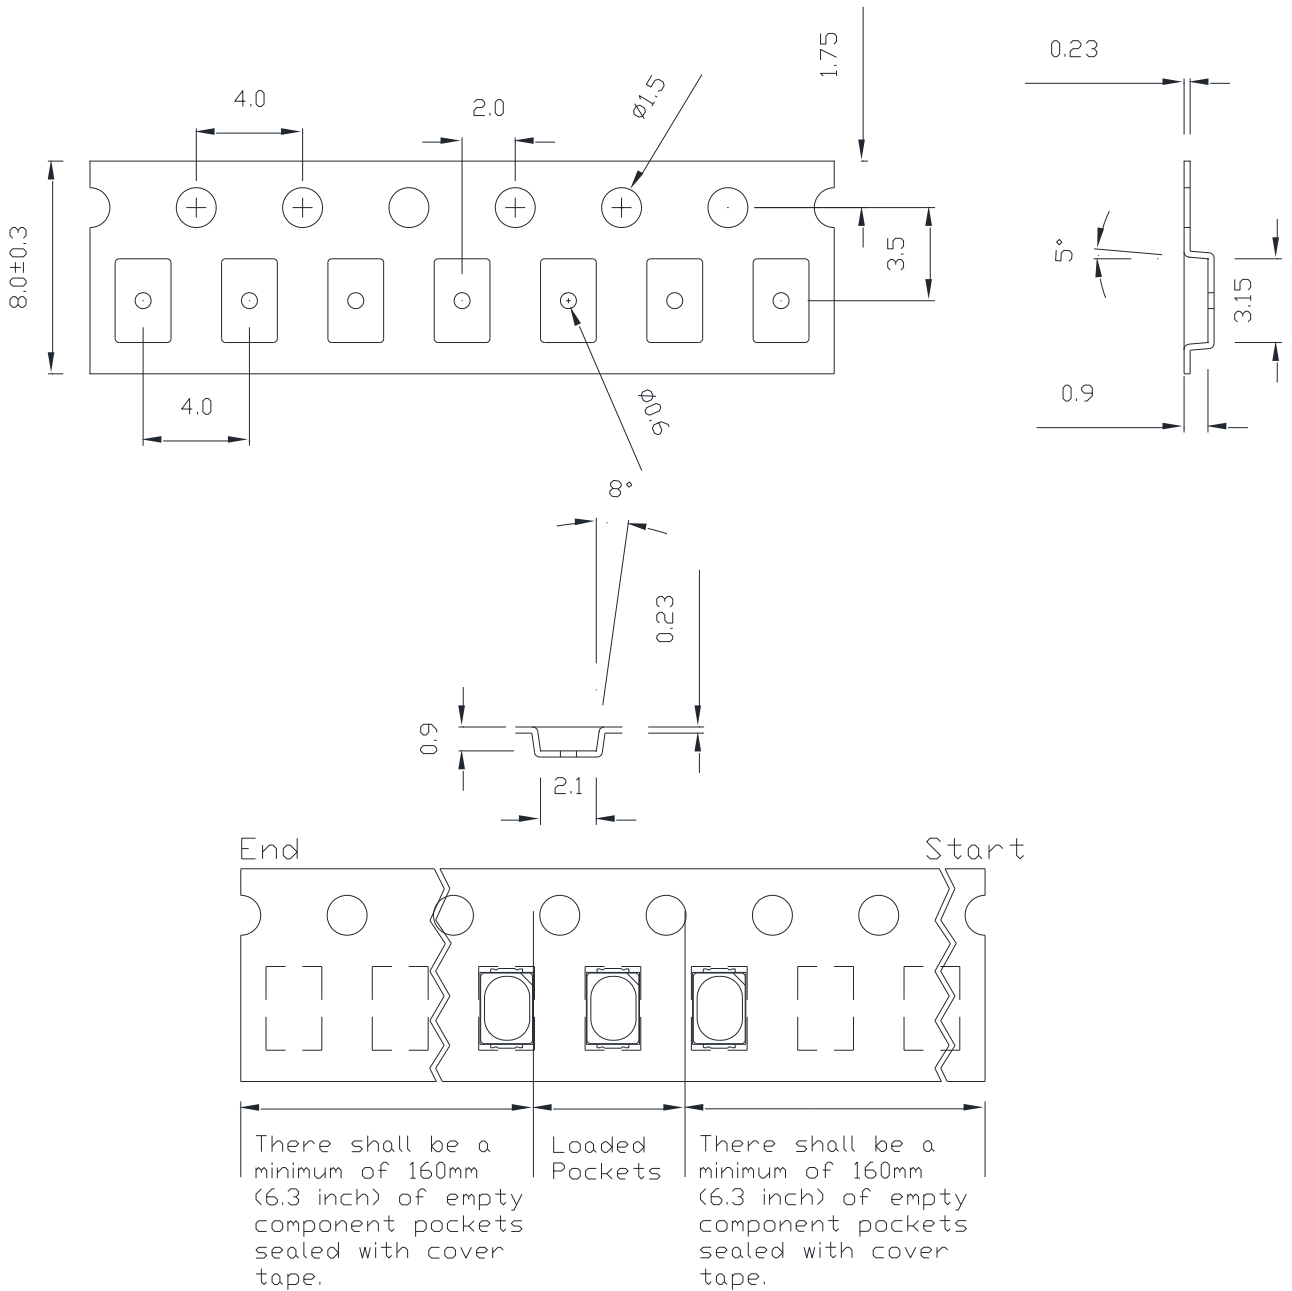 0.23
1.75
Ø1.5
4.0
2.0
8.0±0.3
3.5
5°
3.15
0.9
4.0
Ø0.6
8°
0.23
0.9
2.1
End
Start
There shall be a
minimum of 160mm
(6.3 inch) of empty
component pockets
sealed with cover
tape.
Loaded
Pockets
There shall be a
minimum of 160mm
(6.3 inch) of empty
component pockets
sealed with cover
tape.